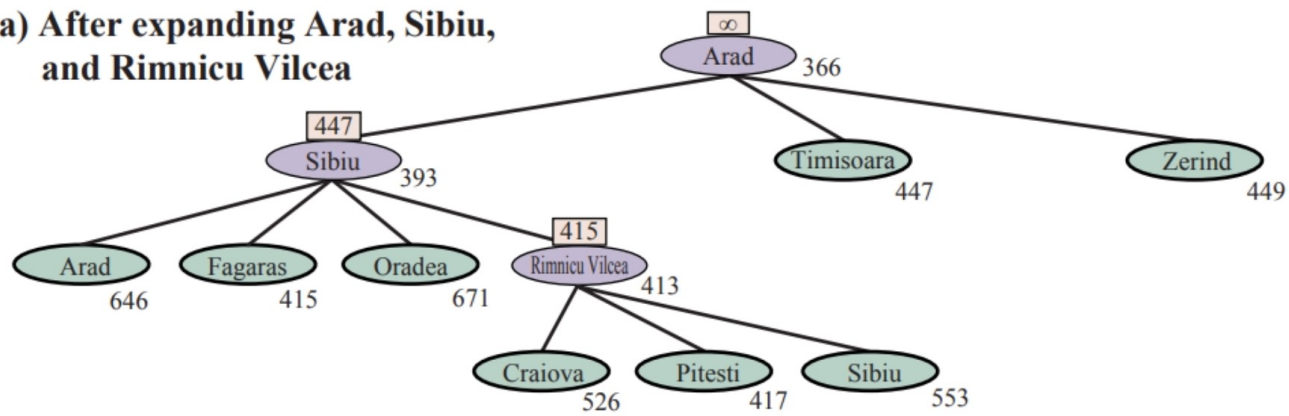 a) After expanding Arad, Sibiu,
and Rimnicu Vilcea
∞
Arad
366
447
Sibiu
393
Timisoara
447
Zerind
449
Arad
646
Fagaras
415
Oradea
671
415
Rimnicu Vilcea
413
Craiova
526
Pitesti
417
Sibiu
553